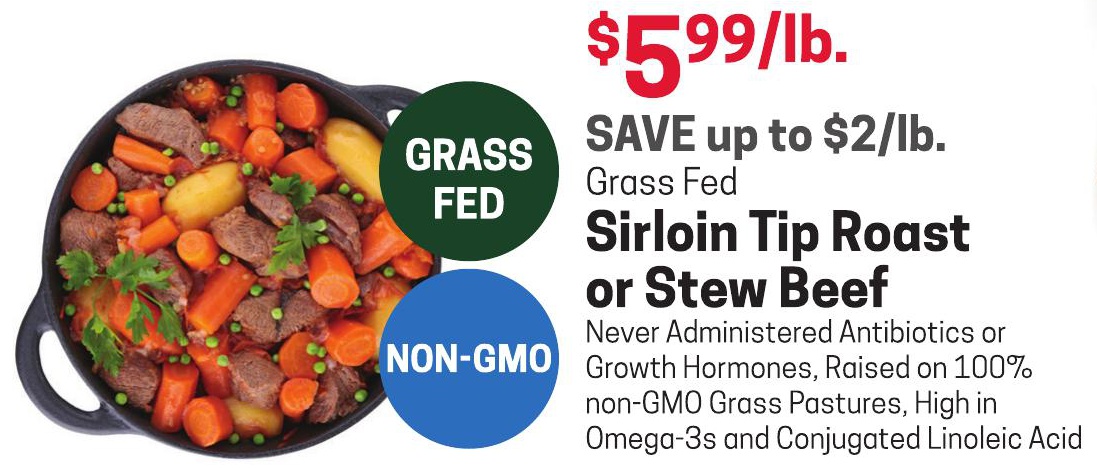 GRASS
FED
NON-GMO
$599/lb.
SAVE up to $2/lb.
Grass Fed
Sirloin Tip Roast
or Stew Beef
Never Administered Antibiotics or
Growth Hormones, Raised on 100%
non-GMO Grass Pastures, High in
Omega-3s and Conjugated Linoleic Acid